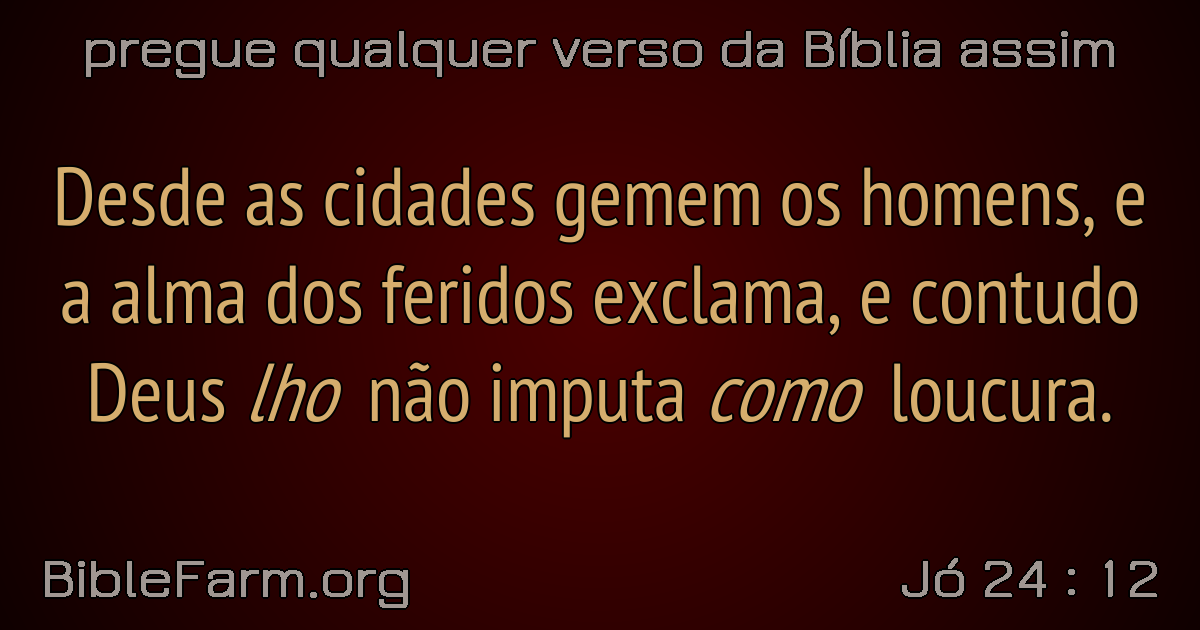 pregue qualquer verso da Bíblia assim
Desde as cidades gemem os homens, e
a alma dos feridos exclama, e contudo
Deus lho não imputa como loucura.
BibleFarm.org
Jó 24 : 12